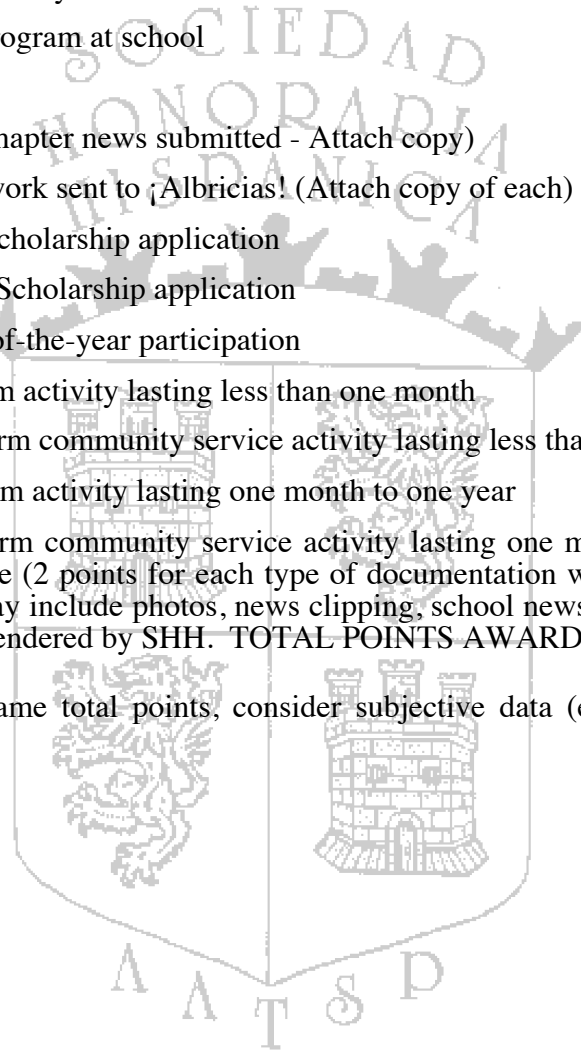 rogram at school
SOCIEDAD
HONORARIA
HISPÁNICA
hapter news submitted - Attach copy)
work sent to ¡Albricias! (Attach copy of each)
cholarship application
Scholarship application
of-the-year participation
m activity lasting less than one month
rm community service activity lasting less tha
m activity lasting one month to one year
rm community service activity lasting one m
e (2 points for each type of documentation w
ay include photos, news clipping, school news
endered by SHH. TOTAL POINTS AWARD
ame total points, consider subjective data (e
AATSP